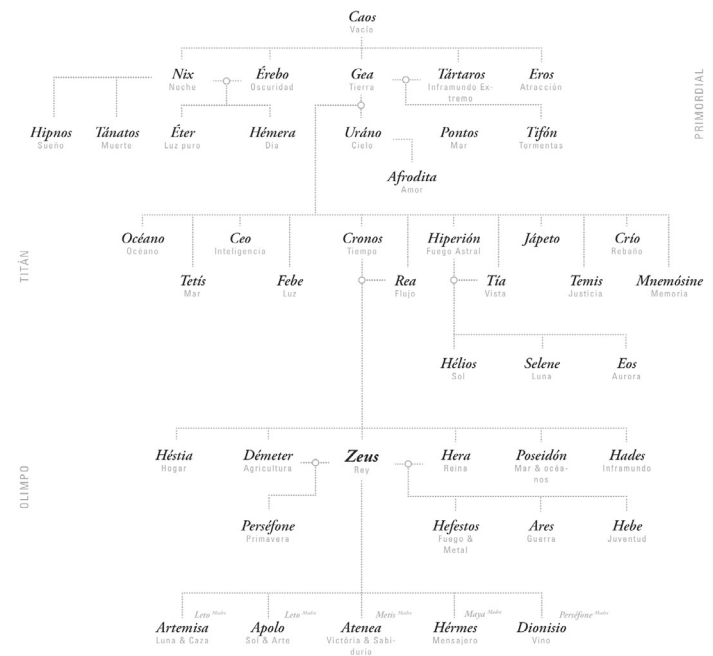 Caos
Vacío
Nix Érebo Gea Tártaros Eros
Noche Oscuridad Tierra Inframundo Ex- Atracción
tremo
PRIMORDIAL
Hipnos Tánatos Éter Hémera Uráno Pontos Tifón
Sueño Muerte Luz puro Día Cielo Mar Tormentas
Afrodita
Amor
Océano Ceo Cronos Hiperión Jápeto Crío
Océano Inteligencia Tiempo Fuego Astral Rebaño
TITÁN
Tetís Febe Rea Tía Temis Mnemósine
Mar Luz Flujo Vista Justicia Memoria
Hélios Selene Eos
Sol Luna Aurora
Héstia Démeter Zeus Hera Poseidón Hades
Hogar Agricultura Rey Reina Mar & océa- Inframundo
nos
OLIMPO
Perséfone Hefestos Ares Hebe
Primavera Fuego & Guerra Juventud
Metal
Leto Madre Leto Madre Metis Madre Maya Madre Perséfone Madre
Artemisa Apolo Atenea Hérmes Dionisio
Luna & Caza Sol & Arte Victória & Sabi- Mensajero Vino
duría